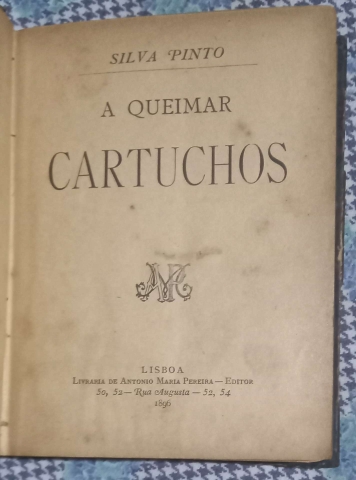 SILVA PINTO
A QUEIMAR
CARTUCHOS
LISBOA
LIVRARIA DE ANTONIO MARIA PEREIRA — EDITOR
50, 52 — Rua Augusta — 52, 54
1896